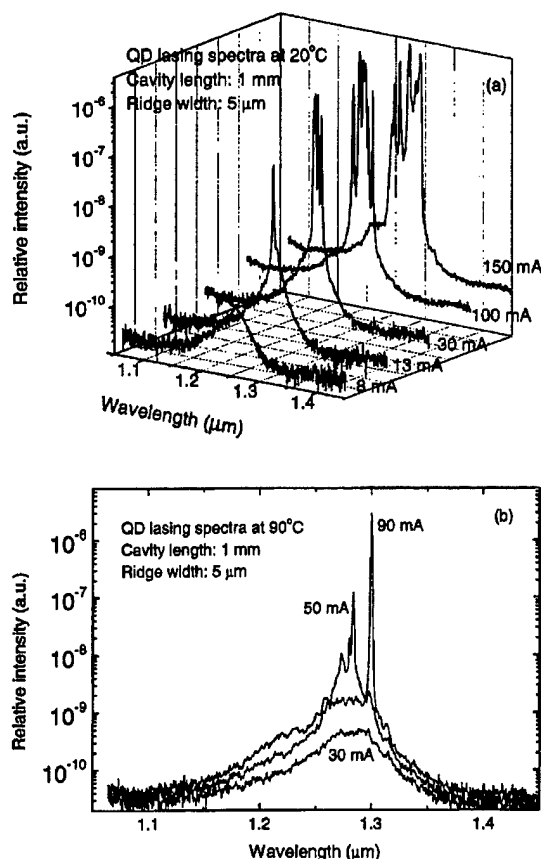 QD lasing spectra at 20°C
Cavity length: 1 mm
Ridge width: 5 μm
(a)
Relative intensity (a.u.)
10-6
10-7
10-8
10-9
10-10
150 mA
100 mA
30 mA
13 mA
8 mA
1.1
1.2
1.3
1.4
Wavelength (μm)
QD lasing spectra at 90°C
Cavity length: 1 mm
Ridge width: 5 μm
(b)
90 mA
50 mA
30 mA
Relative intensity (a.u.)
10-6
10-7
10-8
10-9
10-10
1.1
1.2
1.3
1.4
Wavelength (μm)